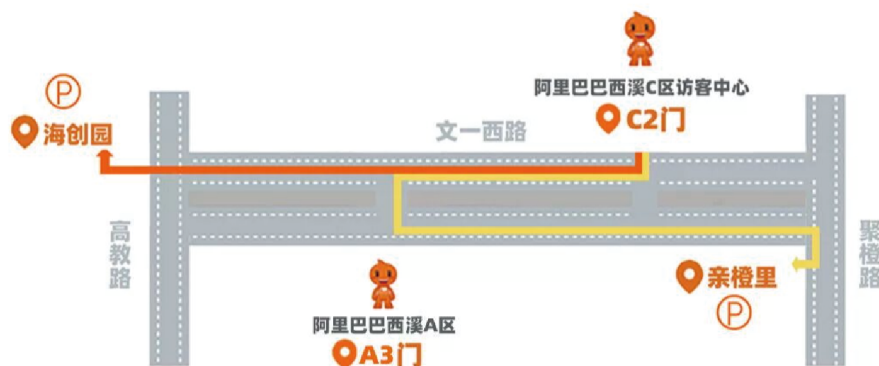 阿里巴巴西溪C区访客中心
P
C2门
海创园
文一西路
高教路
聚橙路
亲橙里
P
阿里巴巴西溪A区
A3门